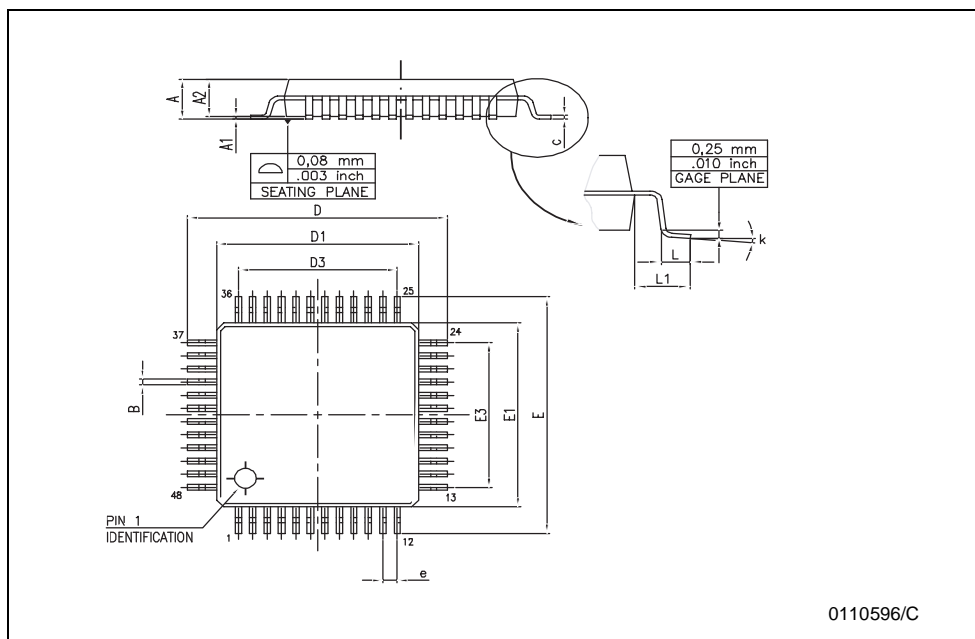 A
A2
A1
0,08 mm
.003 inch
SEATING PLANE
c
0,25 mm
.010 inch
GAGE PLANE
k
L
L1
D
D1
D3
36
25
37
24
B
E3
E1
E
48
13
PIN 1
IDENTIFICATION
1
12
e
0110596/C